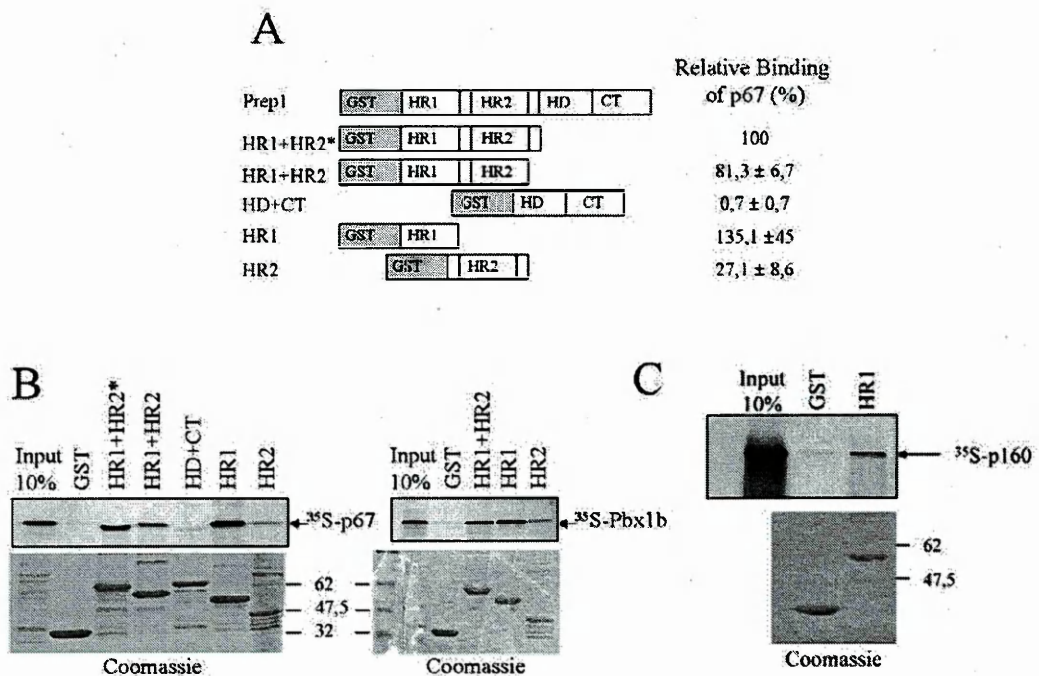 A
Relative Binding
of p67 (%)
Prep1 GST HR1 HR2 HD CT
HR1+HR2* GST HR1 HR2 100
HR1+HR2 GST HR1 HR2 81,3 ± 6,7
HD+CT GST HD CT 0,7 ± 0,7
HR1 GST HR1 135,1 ±45
HR2 GST HR2 27,1 ± 8,6
B
Input 10% GST HR1+HR2* HR1+HR2 HD+CT HR1 HR2
³⁵S-p67
62
47,5
32
Coomassie
Input 10% GST HR1+HR2 HR1 HR2
³⁵S-Pbx1b
Coomassie
C
Input 10% GST HR1
³⁵S-p160
62
47,5
Coomassie